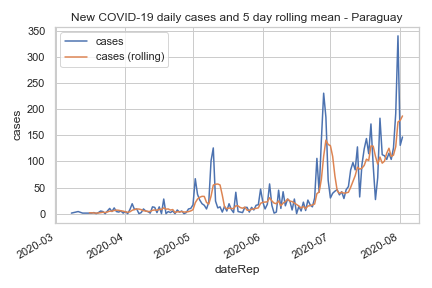 New COVID-19 daily cases and 5 day rolling mean - Paraguay
cases
cases (rolling)
350
300
250
200
150
100
50
0
cases
2020-03
2020-04
2020-05
2020-06
2020-07
2020-08
dateRep